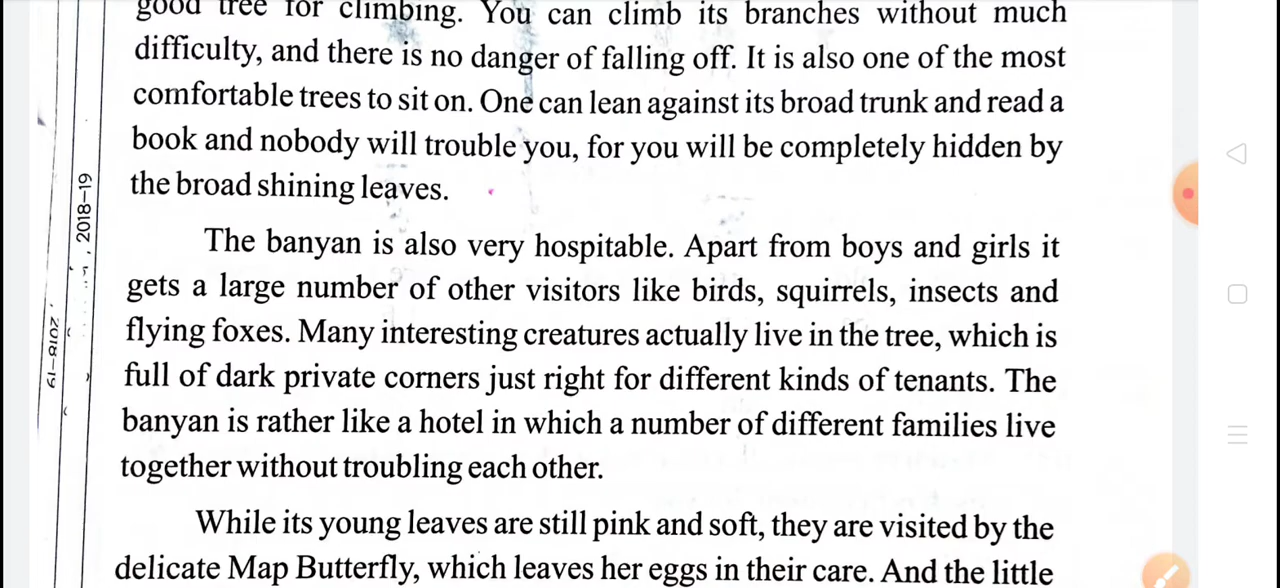 good tree for climbing. You can climb its branches without much
difficulty, and there is no danger of falling off. It is also one of the most
comfortable trees to sit on. One can lean against its broad trunk and read a
book and nobody will trouble you, for you will be completely hidden by
the broad shining leaves.
The banyan is also very hospitable. Apart from boys and girls it
gets a large number of other visitors like birds, squirrels, insects and
flying foxes. Many interesting creatures actually live in the tree, which is
full of dark private corners just right for different kinds of tenants. The
banyan is rather like a hotel in which a number of different families live
together without troubling each other.
While its young leaves are still pink and soft, they are visited by the
delicate Map Butterfly, which leaves her eggs in their care. And the little
, 2018–19
, 2018–19